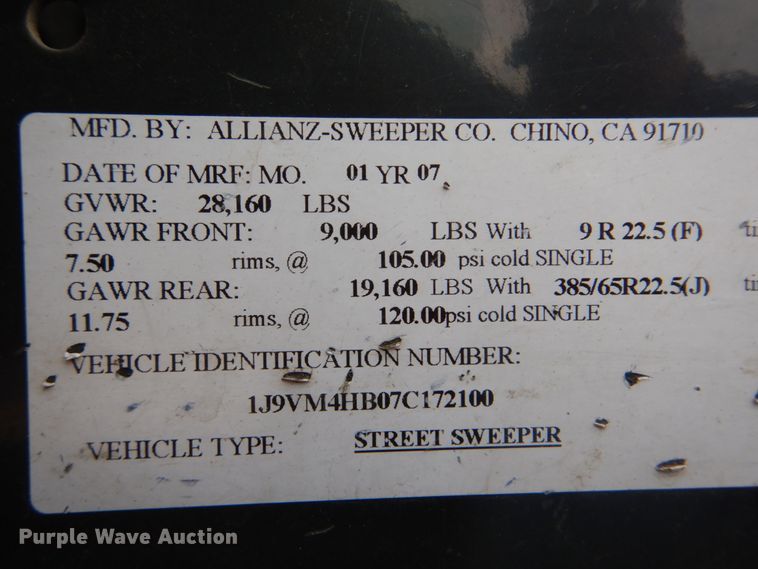 MFD. BY: ALLIANZ-SWEEPER CO. CHINO, CA 91710
DATE OF MRF: MO. 01 YR 07
GVWR: 28,160 LBS
GAWR FRONT: 9,000 LBS With 9 R 22.5 (F)
7.50 rims, @ 105.00 psi cold SINGLE
GAWR REAR: 19,160 LBS With 385/65R22.5(J)
11.75 rims, @ 120.00psi cold SINGLE
VEHICLE IDENTIFICATION NUMBER:
1J9VM4HB07C172100
VEHICLE TYPE: STREET SWEEPER
Purple Wave Auction